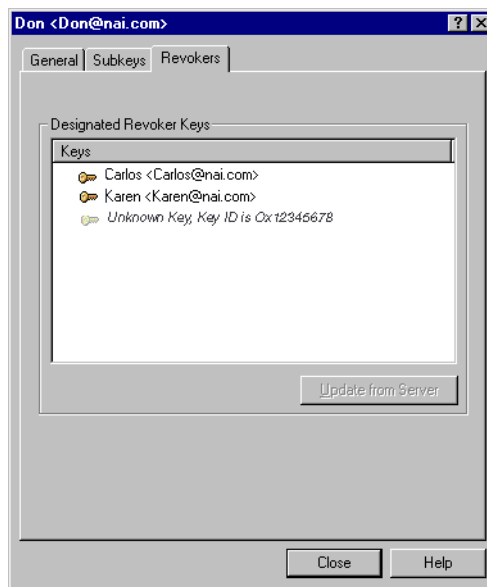 Don <Don@nai.com>
General Subkeys Revokers
Designated Revoker Keys
Keys
Carlos <Carlos@nai.com>
Karen <Karen@nai.com>
Unknown Key, Key ID is 0x12345678
Update from Server
Close Help